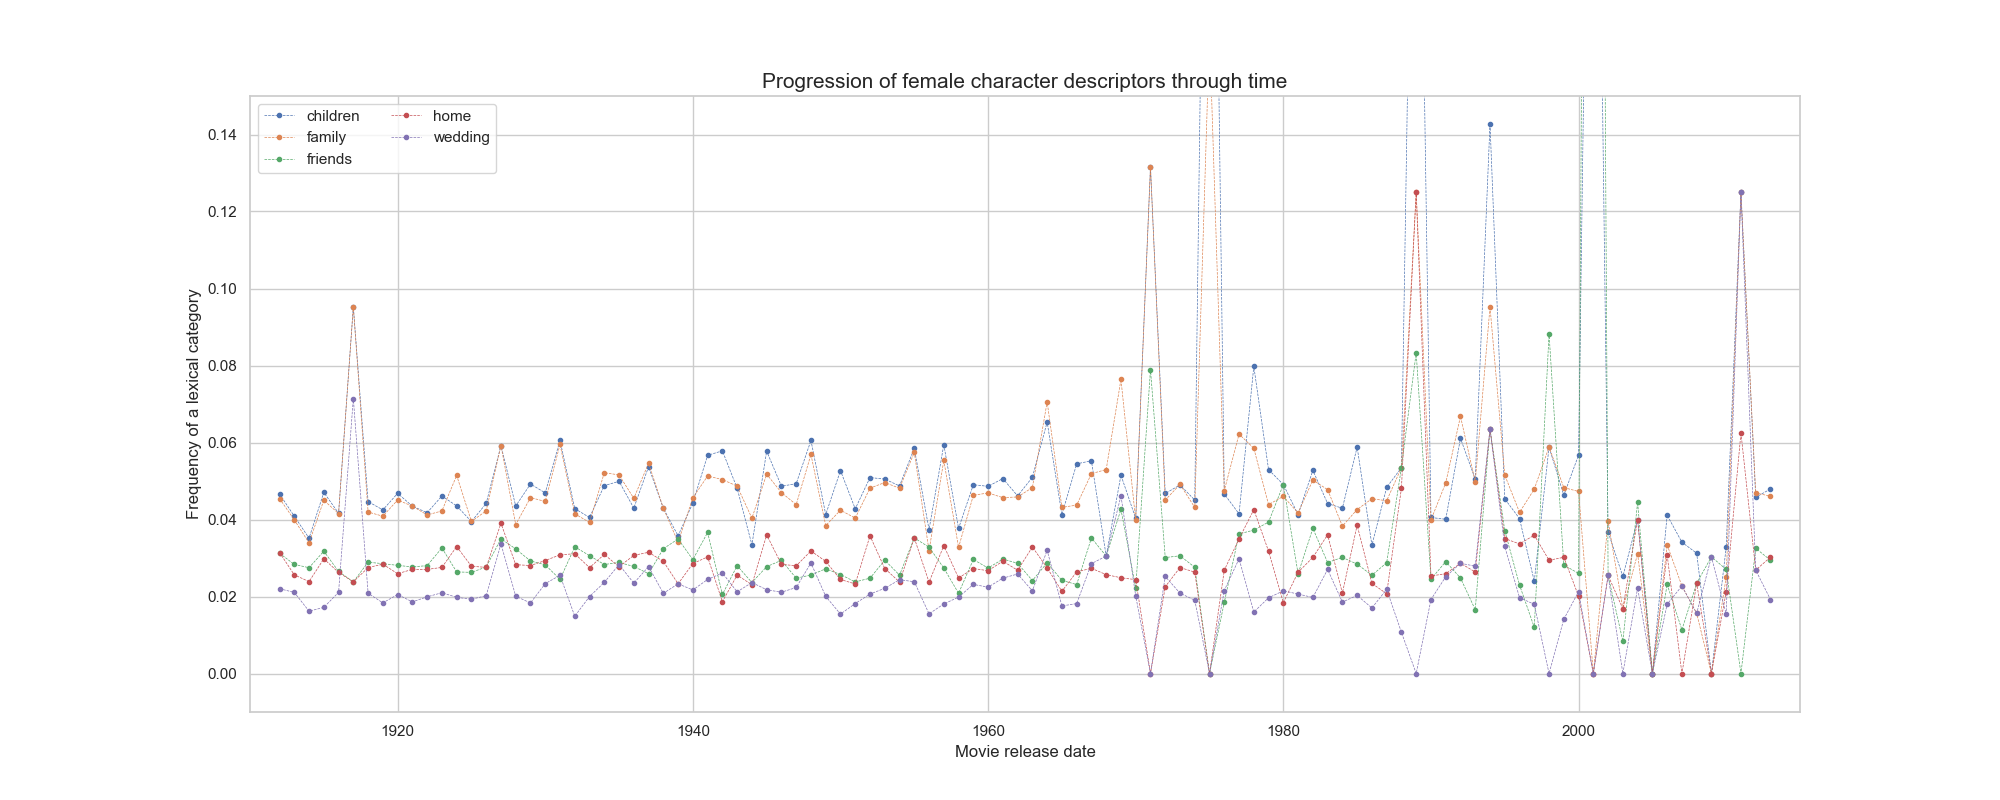 Progression of female character descriptors through time
children
family
friends
home
wedding
Frequency of a lexical category
0.14
0.12
0.10
0.08
0.06
0.04
0.02
0.00
1920
1940
1960
1980
2000
Movie release date